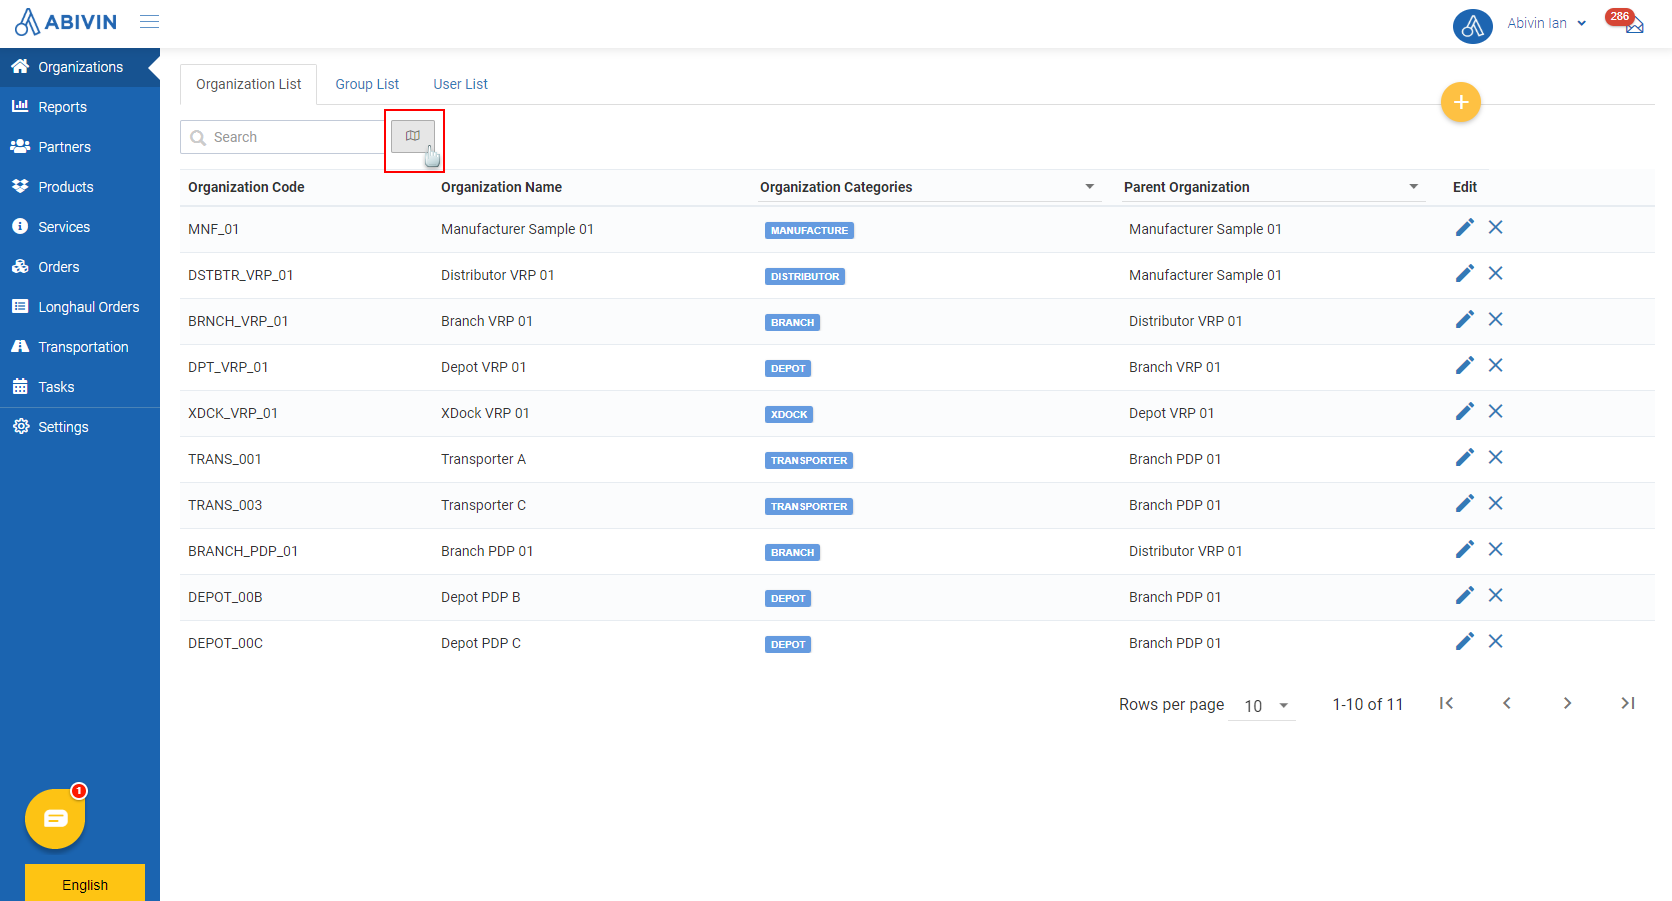 ABIVIN
Abivin Ian
286
Organizations
Reports
Partners
Products
Services
Orders
Longhaul Orders
Transportation
Tasks
Settings
Organization List Group List User List
+
Search
Organization Code Organization Name Organization Categories Parent Organization Edit
MNF_01 Manufacturer Sample 01 MANUFACTURE Manufacturer Sample 01
DSTBTR_VRP_01 Distributor VRP 01 DISTRIBUTOR Manufacturer Sample 01
BRNCH_VRP_01 Branch VRP 01 BRANCH Distributor VRP 01
DPT_VRP_01 Depot VRP 01 DEPOT Branch VRP 01
XDCK_VRP_01 XDock VRP 01 XDOCK Depot VRP 01
TRANS_001 Transporter A TRANSPORTER Branch PDP 01
TRANS_003 Transporter C TRANSPORTER Branch PDP 01
BRANCH_PDP_01 Branch PDP 01 BRANCH Distributor VRP 01
DEPOT_00B Depot PDP B DEPOT Branch PDP 01
DEPOT_00C Depot PDP C DEPOT Branch PDP 01
Rows per page 10 1-10 of 11
1
English